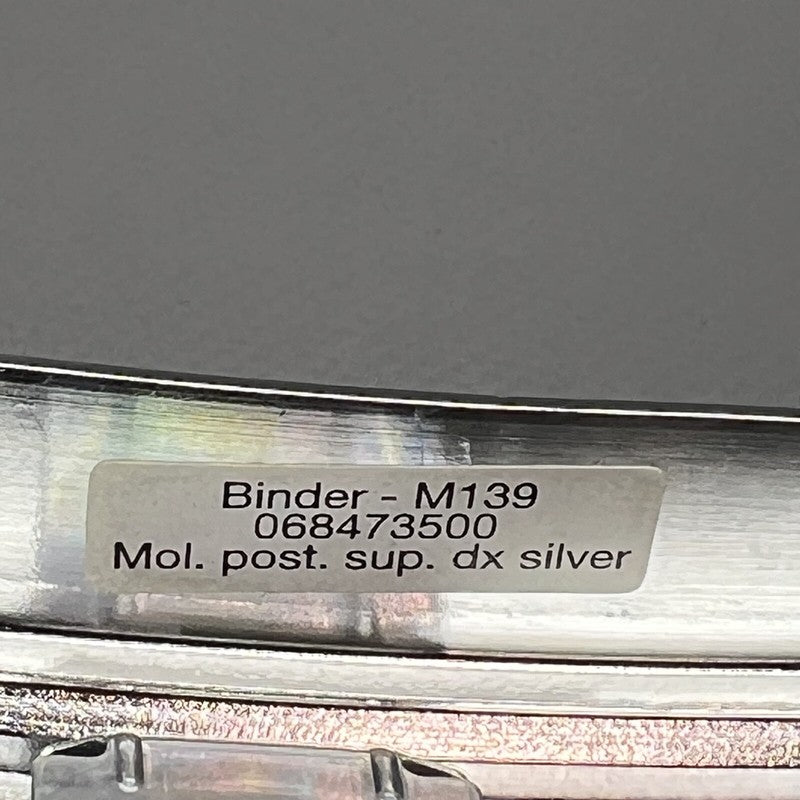 Binder - M139
068473500
Mol. post. sup. dx silver